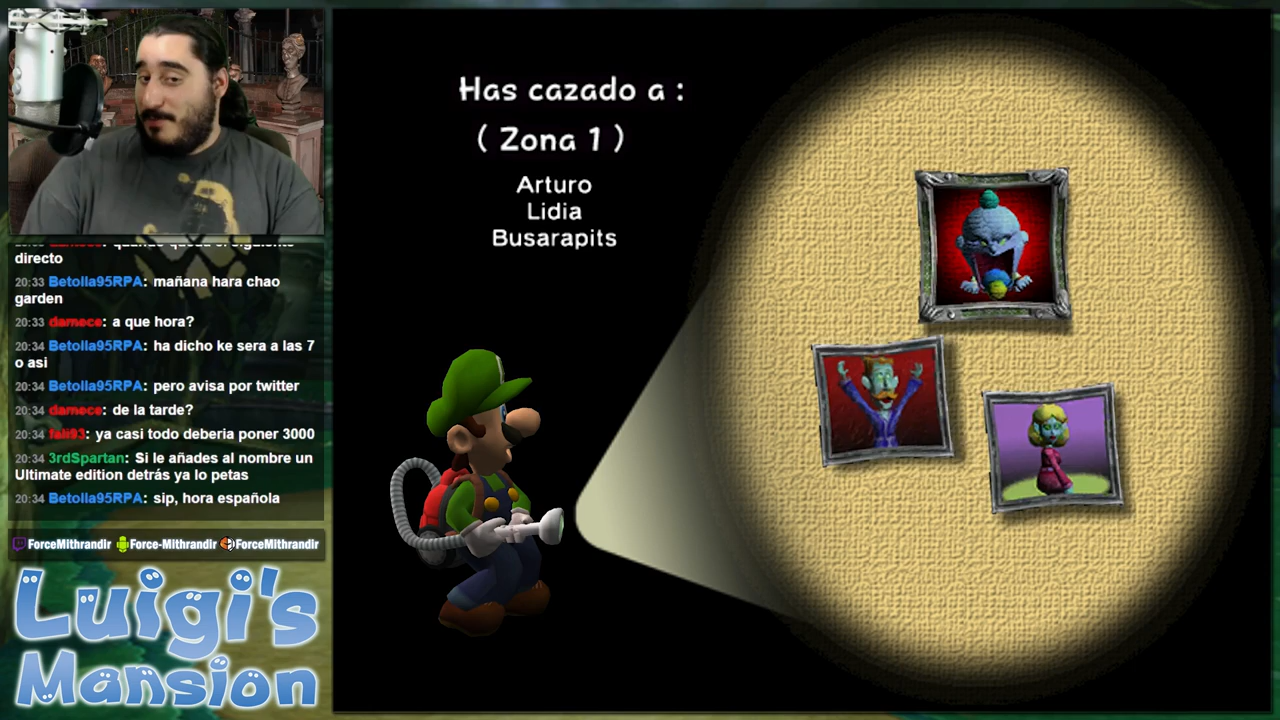 Has cazado a :
( Zona 1 )
Arturo
Lidia
Busarapits
directo
20:33 Betolla95RPA: mañana hara chao
garden
20:33 dameco: a que hora?
20:34 Betolla95RPA: ha dicho ke sera a las 7
o asi
20:34 Betolla95RPA: pero avisa por twitter
20:34 dameco: de la tarde?
20:34 fali93: ya casi todo deberia poner 3000
20:34 3rdSpartan: Si le añades al nombre un
Ultimate edition detrás ya lo petas
20:34 Betolla95RPA: sip, hora española
ForceMithrandir Force-Mithrandir ForceMithrandir
Luigi's
Mansion